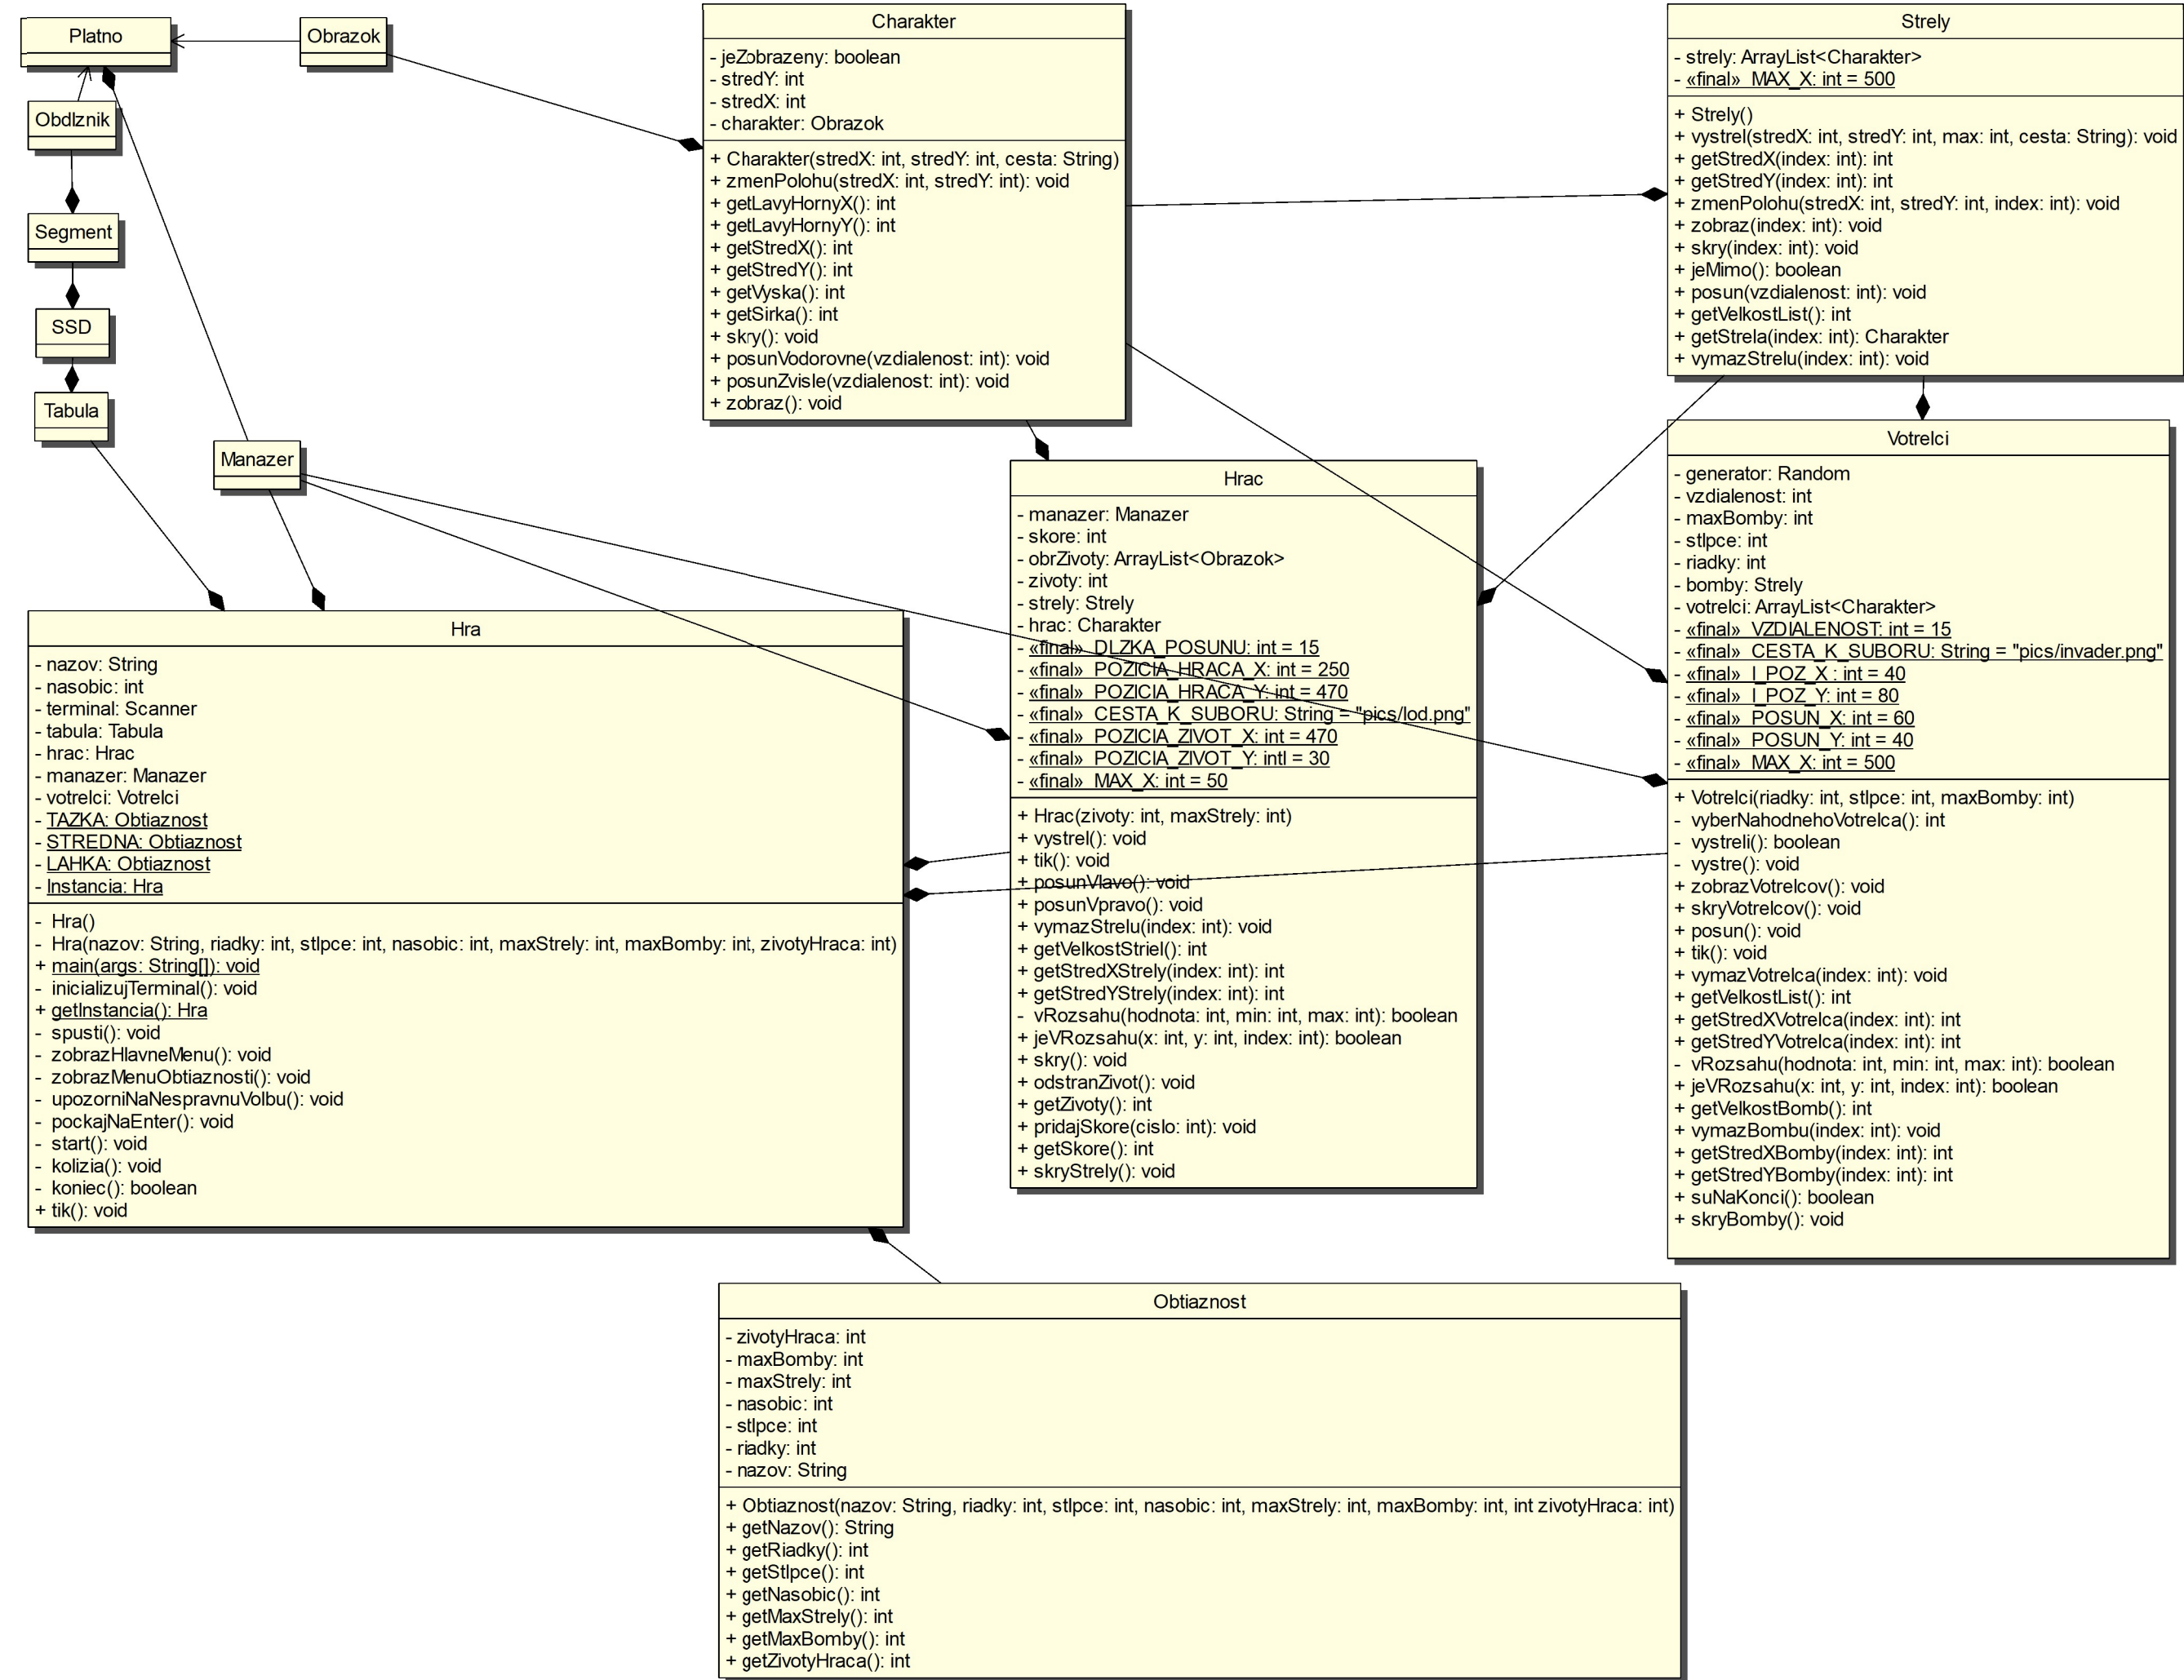 Platno
Obrazok
Obdlznik
Segment
SSD
Tabula
Manazer
Charakter
- jeZobrazeny: boolean
- stredY: int
- stredX: int
- charakter: Obrazok
+ Charakter(stredX: int, stredY: int, cesta: String)
+ zmenPolohu(stredX: int, stredY: int): void
+ getLavyHornyX(): int
+ getLavyHornyY(): int
+ getStredX(): int
+ getStredY(): int
+ getVyska(): int
+ getSirka(): int
+ skry(): void
+ posunVodorovne(vzdialenost: int): void
+ posunZvisle(vzdialenost: int): void
+ zobraz(): void
Strely
- strely: ArrayList<Charakter>
- «final» MAX_X: int = 500
+ Strely()
+ vystrel(stredX: int, stredY: int, max: int, cesta: String): void
+ getStredX(index: int): int
+ getStredY(index: int): int
+ zmenPolohu(stredX: int, stredY: int, index: int): void
+ zobraz(index: int): void
+ skry(index: int): void
+ jeMimo(): boolean
+ posun(vzdialenost: int): void
+ getVelkostList(): int
+ getStrela(index: int): Charakter
+ vymazStrelu(index: int): void
Hra
- nazov: String
- nasobic: int
- terminal: Scanner
- tabula: Tabula
- hrac: Hrac
- manazer: Manazer
- votrelci: Votrelci
- TAZKA: Obtiaznost
- STREDNA: Obtiaznost
- LAHKA: Obtiaznost
- Instancia: Hra
- Hra()
- Hra(nazov: String, riadky: int, stlpce: int, nasobic: int, maxStrely: int, maxBomby: int, zivotyHraca: int)
+ main(args: String[]): void
- inicializujTerminal(): void
+ getInstancia(): Hra
- spusti(): void
- zobrazHlavneMenu(): void
- zobrazMenuObtiaznosti(): void
- upozorniNaNespravnuVolbu(): void
- pockajNaEnter(): void
- start(): void
- kolizia(): void
- koniec(): boolean
+ tik(): void
Hrac
- manazer: Manazer
- skore: int
- obrZivoty: ArrayList<Obrazok>
- zivoty: int
- strely: Strely
- hrac: Charakter
- «final» DLZKA_POSUNU: int = 15
- «final» POZICIA_HRACA_X: int = 250
- «final» POZICIA_HRACA_Y: int = 470
- «final» CESTA_K_SUBORU: String = "pics/lod.png"
- «final» POZICIA_ZIVOT_X: int = 470
- «final» POZICIA_ZIVOT_Y: intl = 30
- «final» MAX_X: int = 50
+ Hrac(zivoty: int, maxStrely: int)
+ vystrel(): void
+ tik(): void
+ posunVlavo(): void
+ posunVpravo(): void
+ vymazStrelu(index: int): void
+ getVelkostStriel(): int
+ getStredXStrely(index: int): int
+ getStredYStrely(index: int): int
- vRozsahu(hodnota: int, min: int, max: int): boolean
+ jeVRozsahu(x: int, y: int, index: int): boolean
+ skry(): void
+ odstranZivot(): void
+ getZivoty(): int
+ pridajSkore(cislo: int): void
+ getSkore(): int
+ skryStrely(): void
Votrelci
- generator: Random
- vzdialenost: int
- maxBomby: int
- stlpce: int
- riadky: int
- bomby: Strely
- votrelci: ArrayList<Charakter>
- «final» VZDIALENOST: int = 15
- «final» CESTA_K_SUBORU: String = "pics/invader.png"
- «final» I_POZ_X : int = 40
- «final» I_POZ_Y: int = 80
- «final» POSUN_X: int = 60
- «final» POSUN_Y: int = 40
- «final» MAX_X: int = 500
+ Votrelci(riadky: int, stlpce: int, maxBomby: int)
- vyberNahodnehoVotrelca(): int
- vystreli(): boolean
- vystre(): void
+ zobrazVotrelcov(): void
+ skryVotrelcov(): void
+ posun(): void
+ tik(): void
+ vymazVotrelca(index: int): void
+ getVelkostList(): int
+ getStredXVotrelca(index: int): int
+ getStredYVotrelca(index: int): int
- vRozsahu(hodnota: int, min: int, max: int): boolean
+ jeVRozsahu(x: int, y: int, index: int): boolean
+ getVelkostBomb(): int
+ vymazBombu(index: int): void
+ getStredXBomby(index: int): int
+ getStredYBomby(index: int): int
+ suNaKonci(): boolean
+ skryBomby(): void
Obtiaznost
- zivotyHraca: int
- maxBomby: int
- maxStrely: int
- nasobic: int
- stlpce: int
- riadky: int
- nazov: String
+ Obtiaznost(nazov: String, riadky: int, stlpce: int, nasobic: int, maxStrely: int, maxBomby: int, int zivotyHraca: int)
+ getNazov(): String
+ getRiadky(): int
+ getStlpce(): int
+ getNasobic(): int
+ getMaxStrely(): int
+ getMaxBomby(): int
+ getZivotyHraca(): int